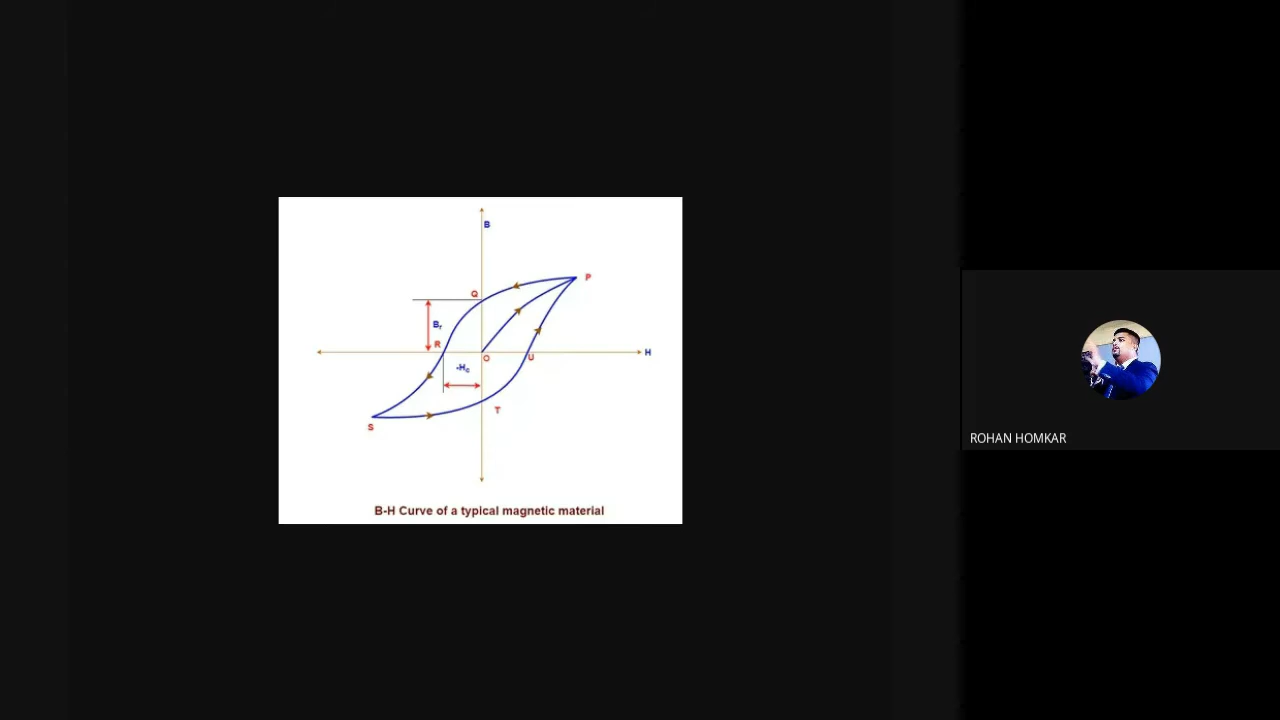 B
P
Q
Br
R
O
U
H
-Hc
T
S
B-H Curve of a typical magnetic material
ROHAN HOMKAR